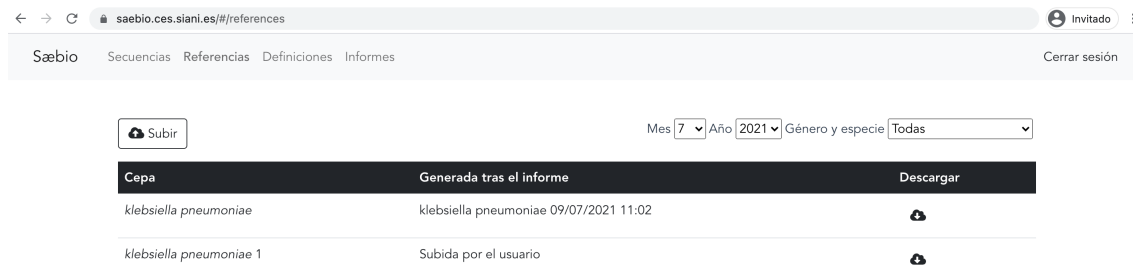 saebio.ces.siani.es/#/references Invitado
Sæbio Secuencias Referencias Definiciones Informes Cerrar sesión
Subir Mes 7 Año 2021 Género y especie Todas
Cepa Generada tras el informe Descargar
klebsiella pneumoniae klebsiella pneumoniae 09/07/2021 11:02
klebsiella pneumoniae 1 Subida por el usuario